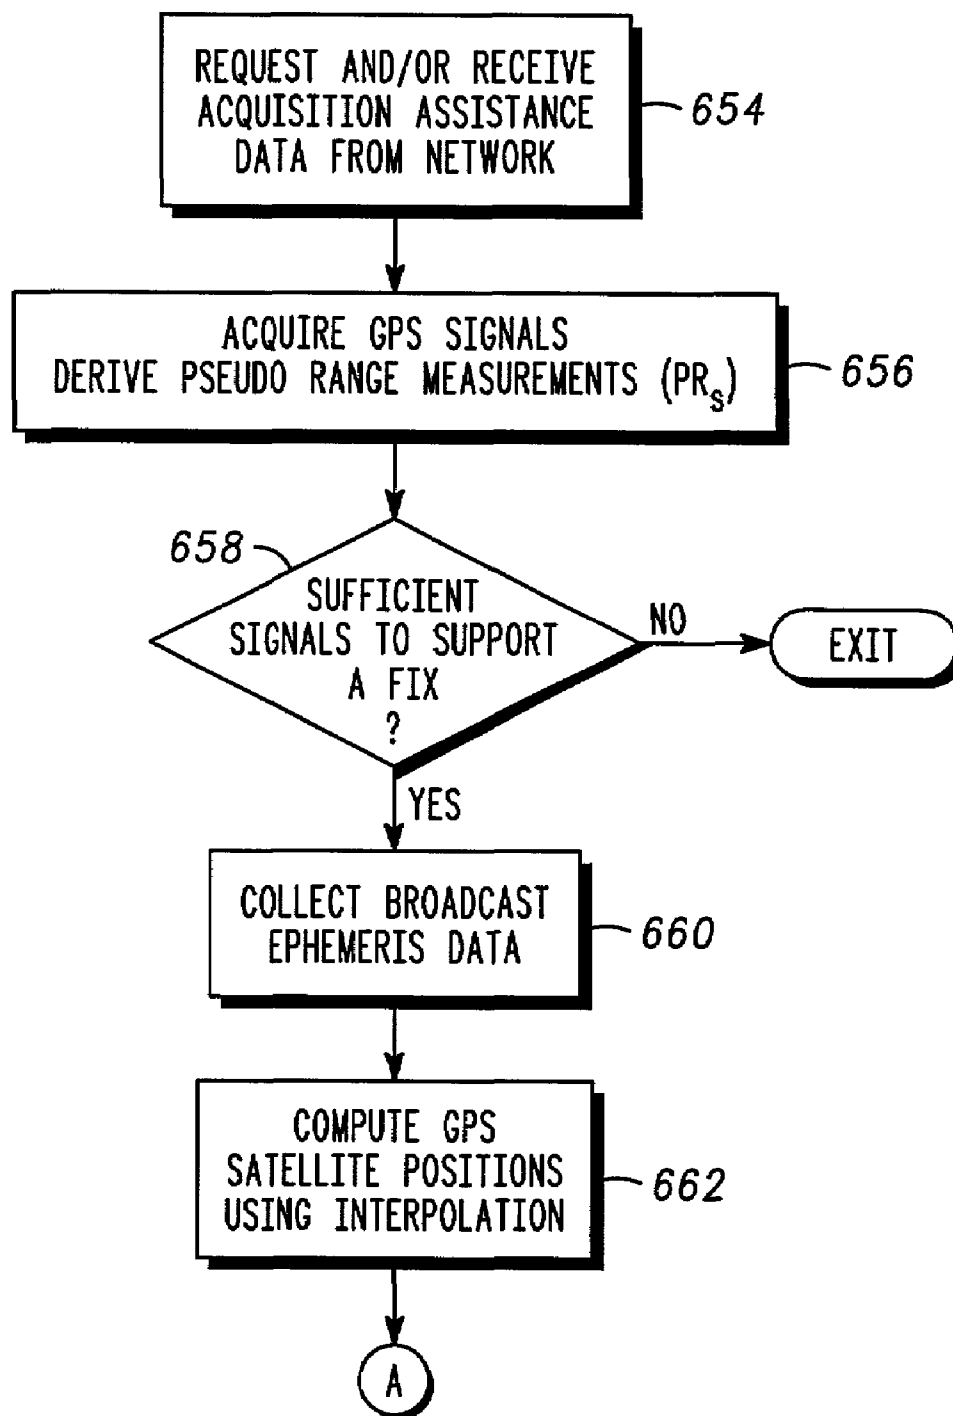 REQUEST AND/OR RECEIVE
ACQUISITION ASSISTANCE
DATA FROM NETWORK
654
ACQUIRE GPS SIGNALS
DERIVE PSEUDO RANGE MEASUREMENTS (PRs)
656
658
SUFFICIENT
SIGNALS TO SUPPORT
A FIX
?
NO
EXIT
YES
COLLECT BROADCAST
EPHEMERIS DATA
660
COMPUTE GPS
SATELLITE POSITIONS
USING INTERPOLATION
662
A